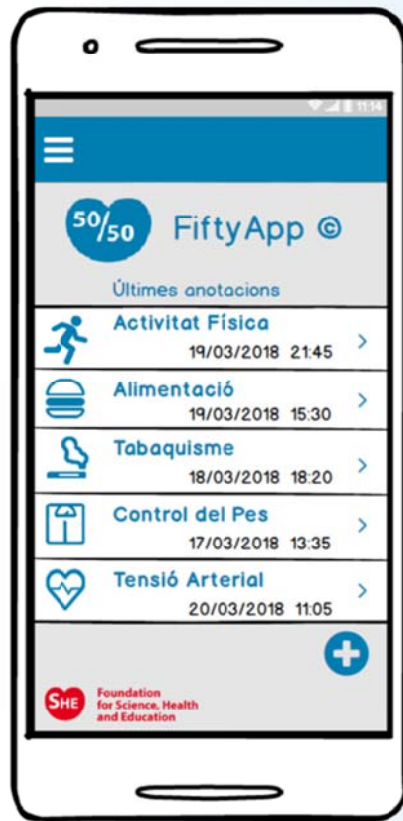 11:14
50/50
FiftyApp ©
Últimes anotacions
Activitat Física
19/03/2018 21:45
Alimentació
19/03/2018 15:30
Tabaquisme
18/03/2018 18:20
Control del Pes
17/03/2018 13:35
Tensió Arterial
20/03/2018 11:05
SHE
Foundation
for Science, Health
and Education